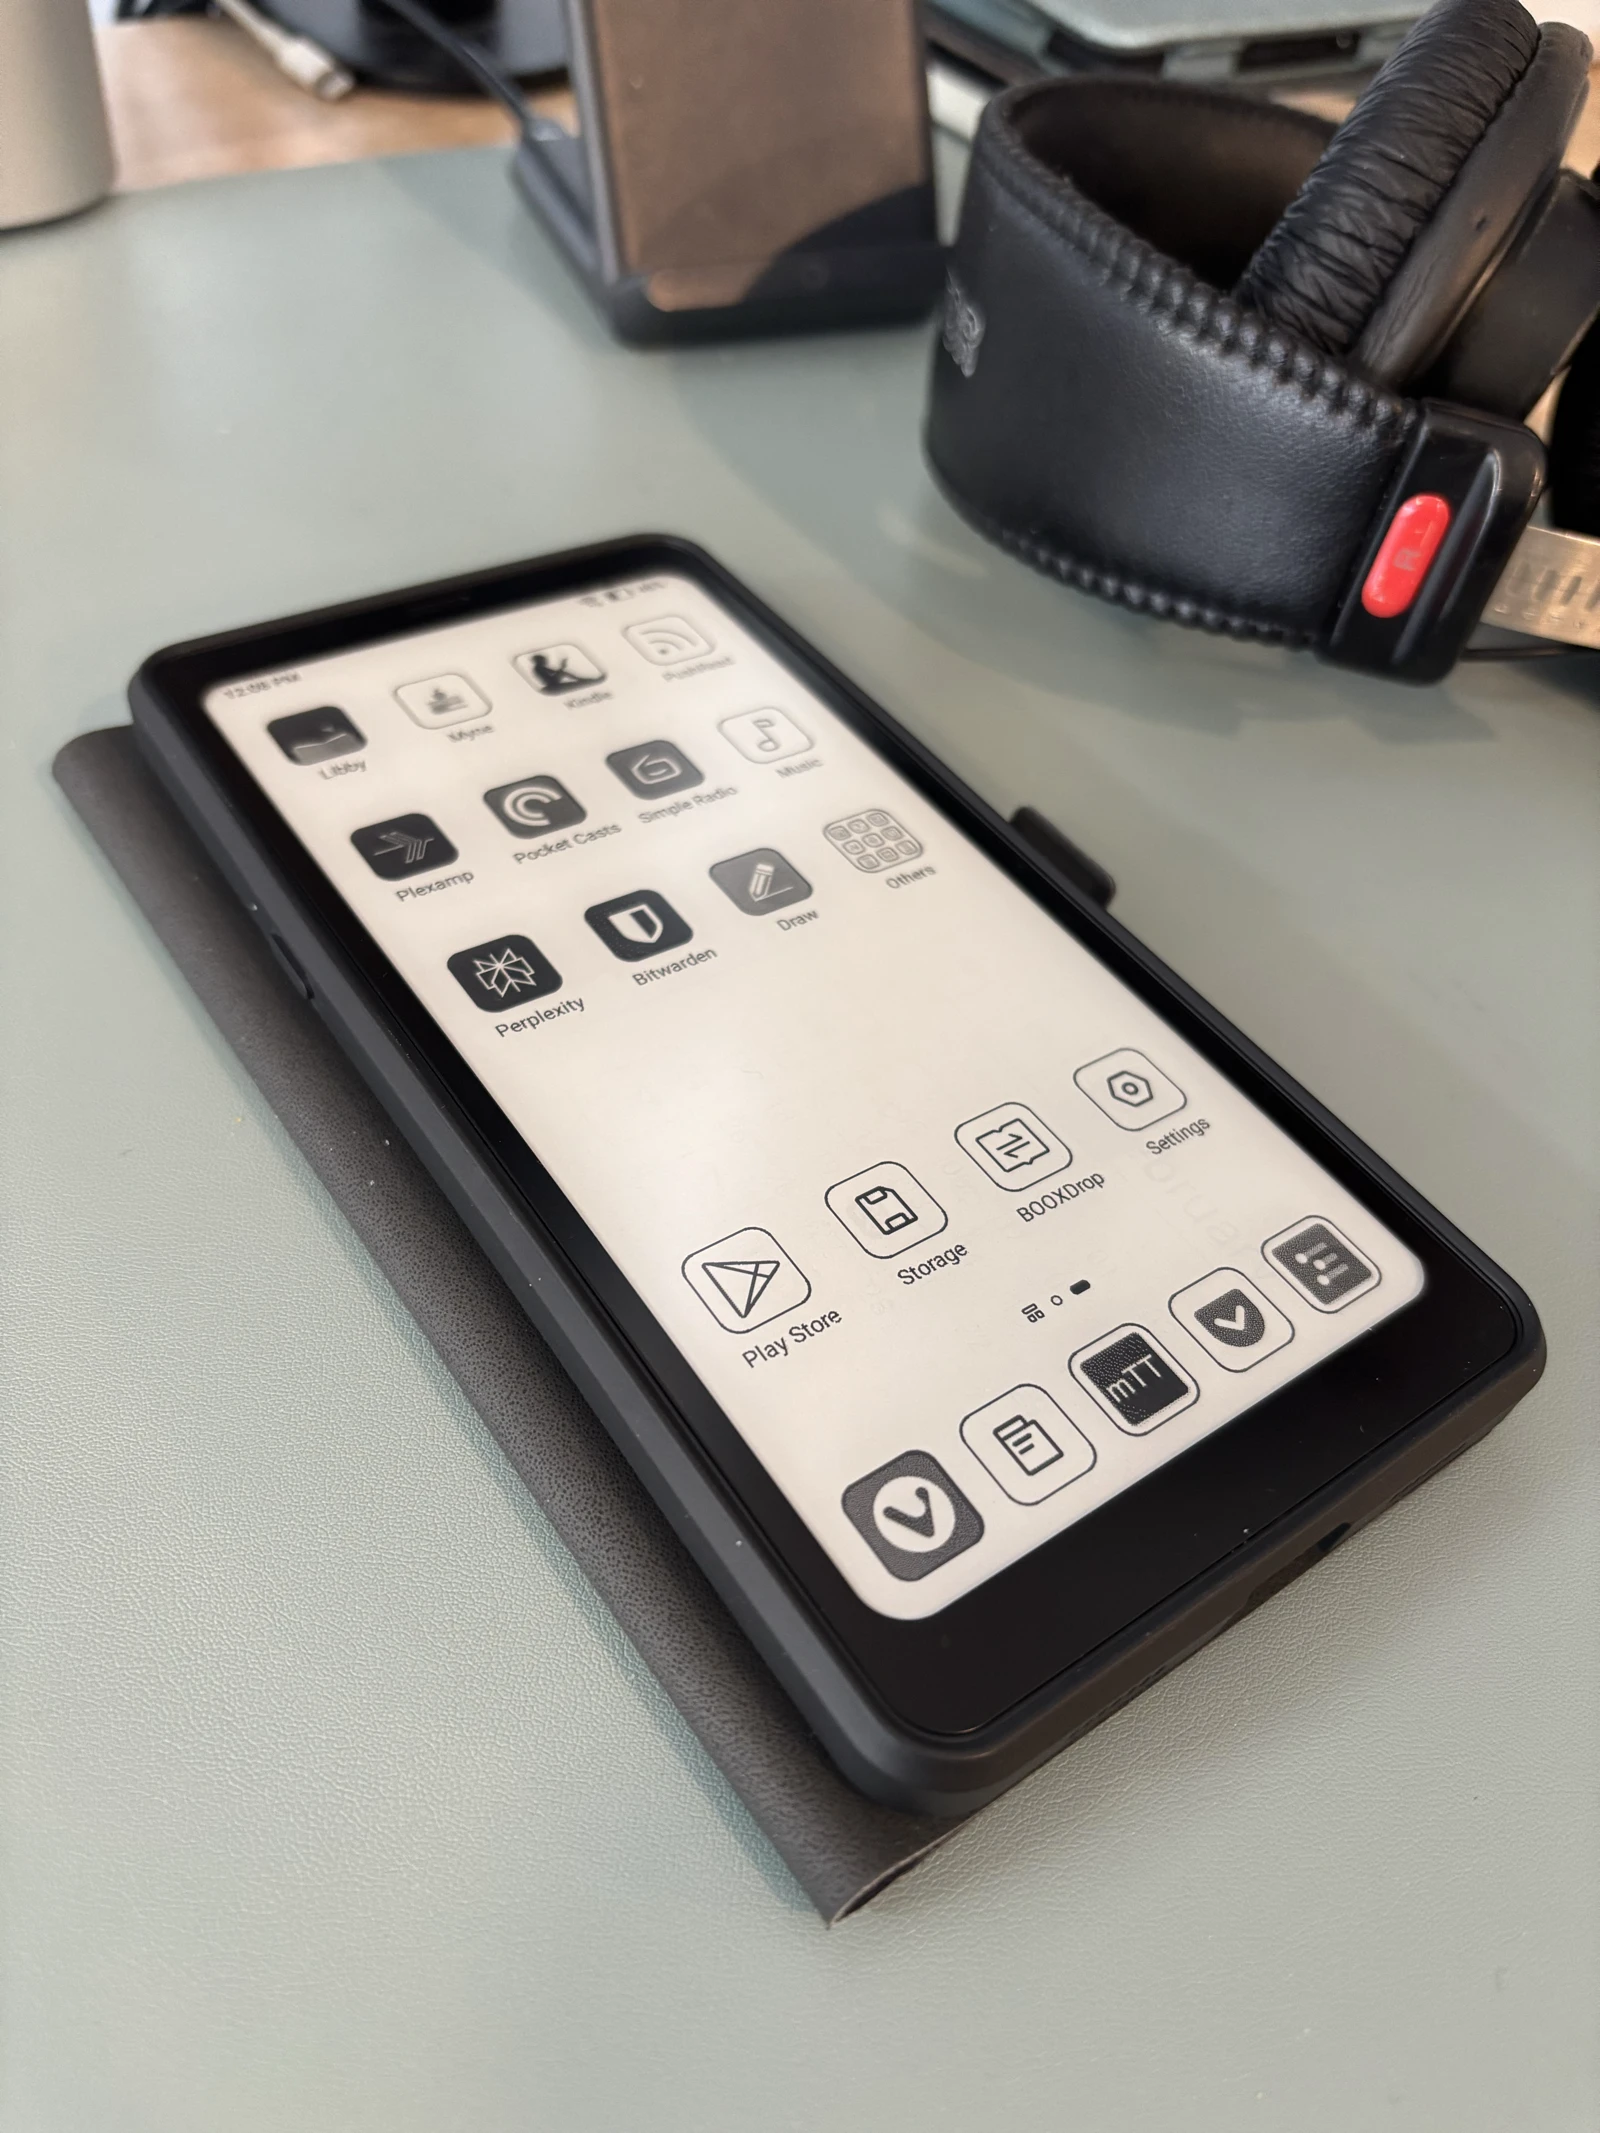 12:08 PM
Libby
Myne
Kindle
Pushfeed
Plexamp
Pocket Casts
Simple Radio
Music
Perplexity
Bitwarden
Draw
Others
Play Store
Storage
BOOXDrop
Settings
mTT
R